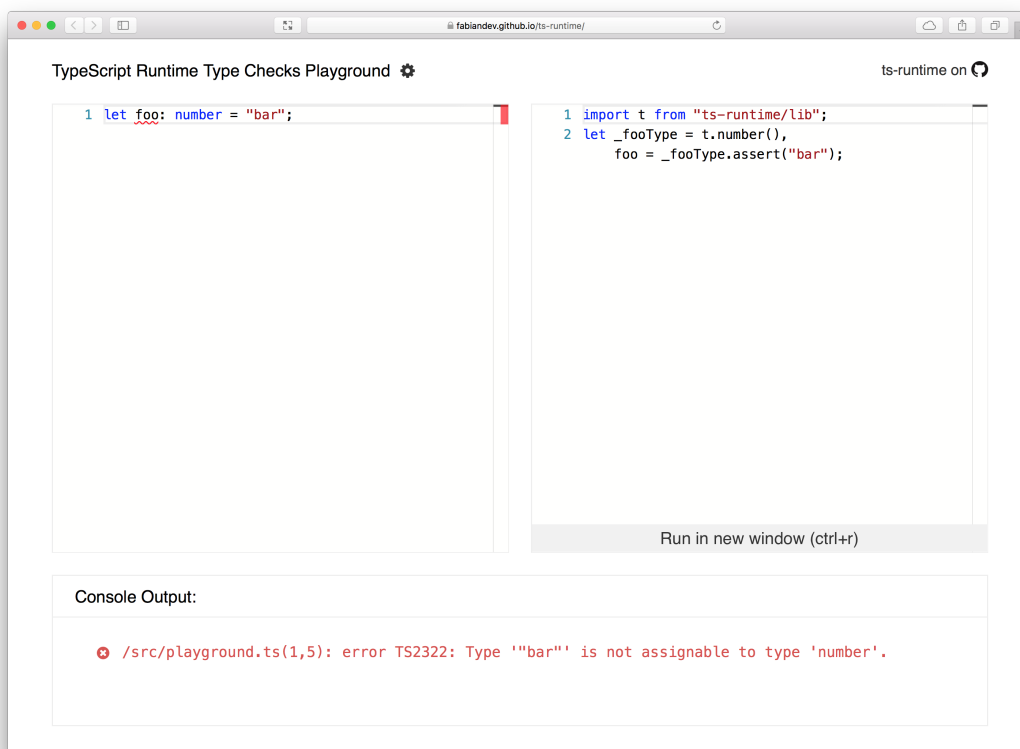 fabiandev.github.io/ts-runtime/
TypeScript Runtime Type Checks Playground
ts-runtime on
1 let foo: number = "bar";
1 import t from "ts-runtime/lib";
2 let _fooType = t.number(),
foo = _fooType.assert("bar");
Run in new window (ctrl+r)
Console Output:
/src/playground.ts(1,5): error TS2322: Type '"bar"' is not assignable to type 'number'.